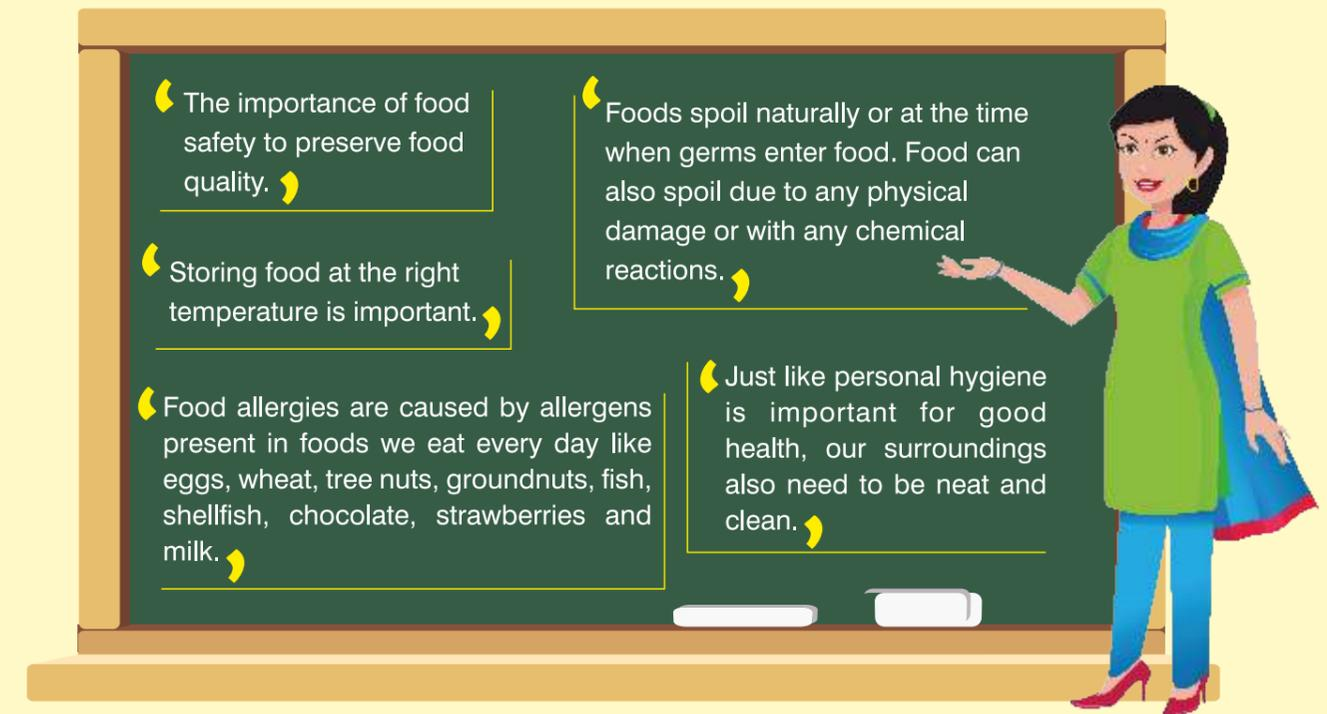 The importance of food
safety to preserve food
quality.
Storing food at the right
temperature is important.
Food allergies are caused by allergens
present in foods we eat every day like
eggs, wheat, tree nuts, groundnuts, fish,
shellfish, chocolate, strawberries and
milk.
Foods spoil naturally or at the time
when germs enter food. Food can
also spoil due to any physical
damage or with any chemical
reactions.
Just like personal hygiene
is important for good
health, our surroundings
also need to be neat and
clean.